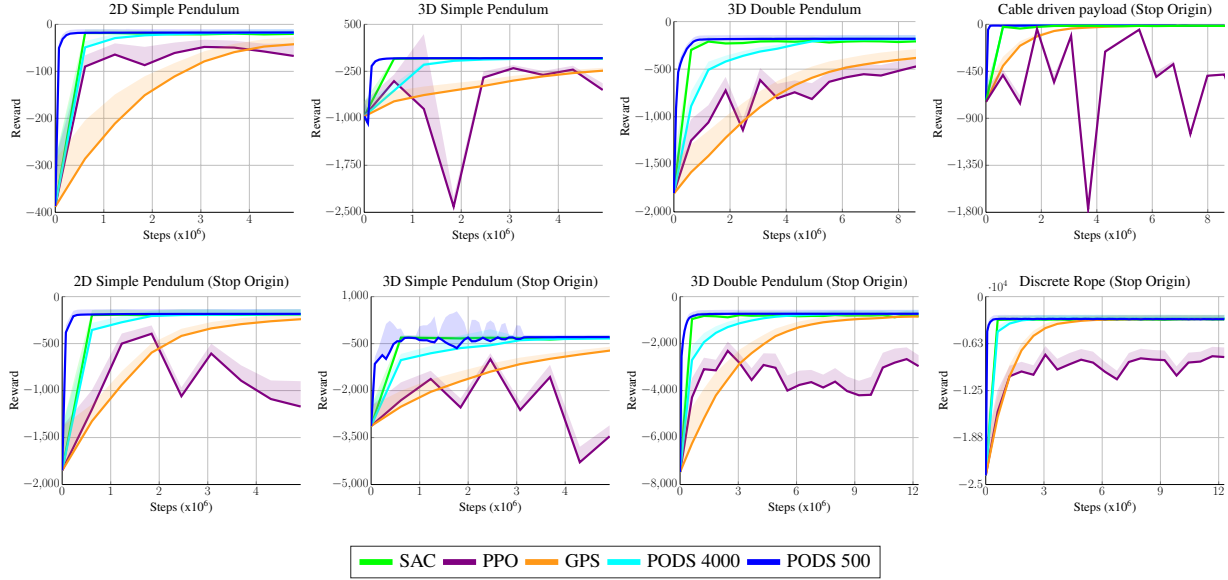 2D Simple Pendulum
0
−100
−200
−300
−400
Reward
0 1 2 3 4
Steps (x10⁶)
3D Simple Pendulum
500
−250
−1,000
−1,750
−2,500
Reward
0 1 2 3 4
Steps (x10⁶)
3D Double Pendulum
0
−500
−1,000
−1,500
−2,000
Reward
0 2 4 6 8
Steps (x10⁶)
Cable driven payload (Stop Origin)
0
−450
−900
−1,350
−1,800
Reward
0 2 4 6 8
Steps (x10⁶)
2D Simple Pendulum (Stop Origin)
0
−500
−1,000
−1,500
−2,000
Reward
0 1 2 3 4
Steps (x10⁶)
3D Simple Pendulum (Stop Origin)
1,000
−500
−2,000
−3,500
−5,000
Reward
0 1 2 3 4
Steps (x10⁶)
3D Double Pendulum (Stop Origin)
0
−2,000
−4,000
−6,000
−8,000
Reward
0 3 6 9 12
Steps (x10⁶)
Discrete Rope (Stop Origin)
·10⁴
0
−0.63
−1.25
−1.88
−2.5
Reward
0 3 6 9 12
Steps (x10⁶)
SAC PPO GPS PODS 4000 PODS 500